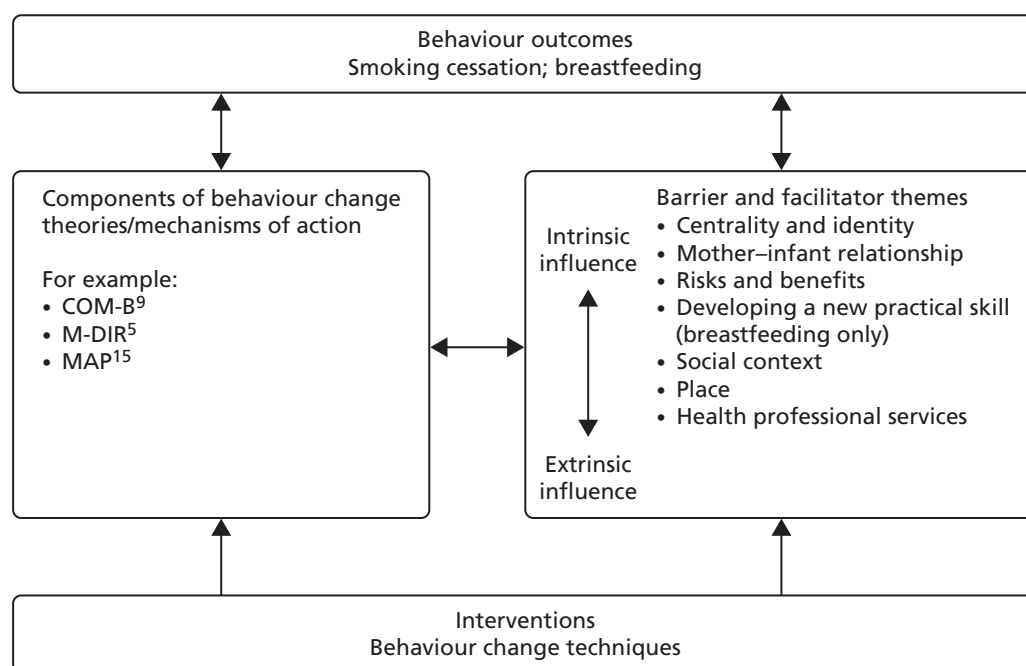 Behaviour outcomes
Smoking cessation; breastfeeding
Components of behaviour change
theories/mechanisms of action
For example:
• COM-B⁹
• M-DIR⁵
• MAP¹⁵
Intrinsic
influence
Extrinsic
influence
Barrier and facilitator themes
• Centrality and identity
• Mother–infant relationship
• Risks and benefits
• Developing a new practical skill
(breastfeeding only)
• Social context
• Place
• Health professional services
Interventions
Behaviour change techniques